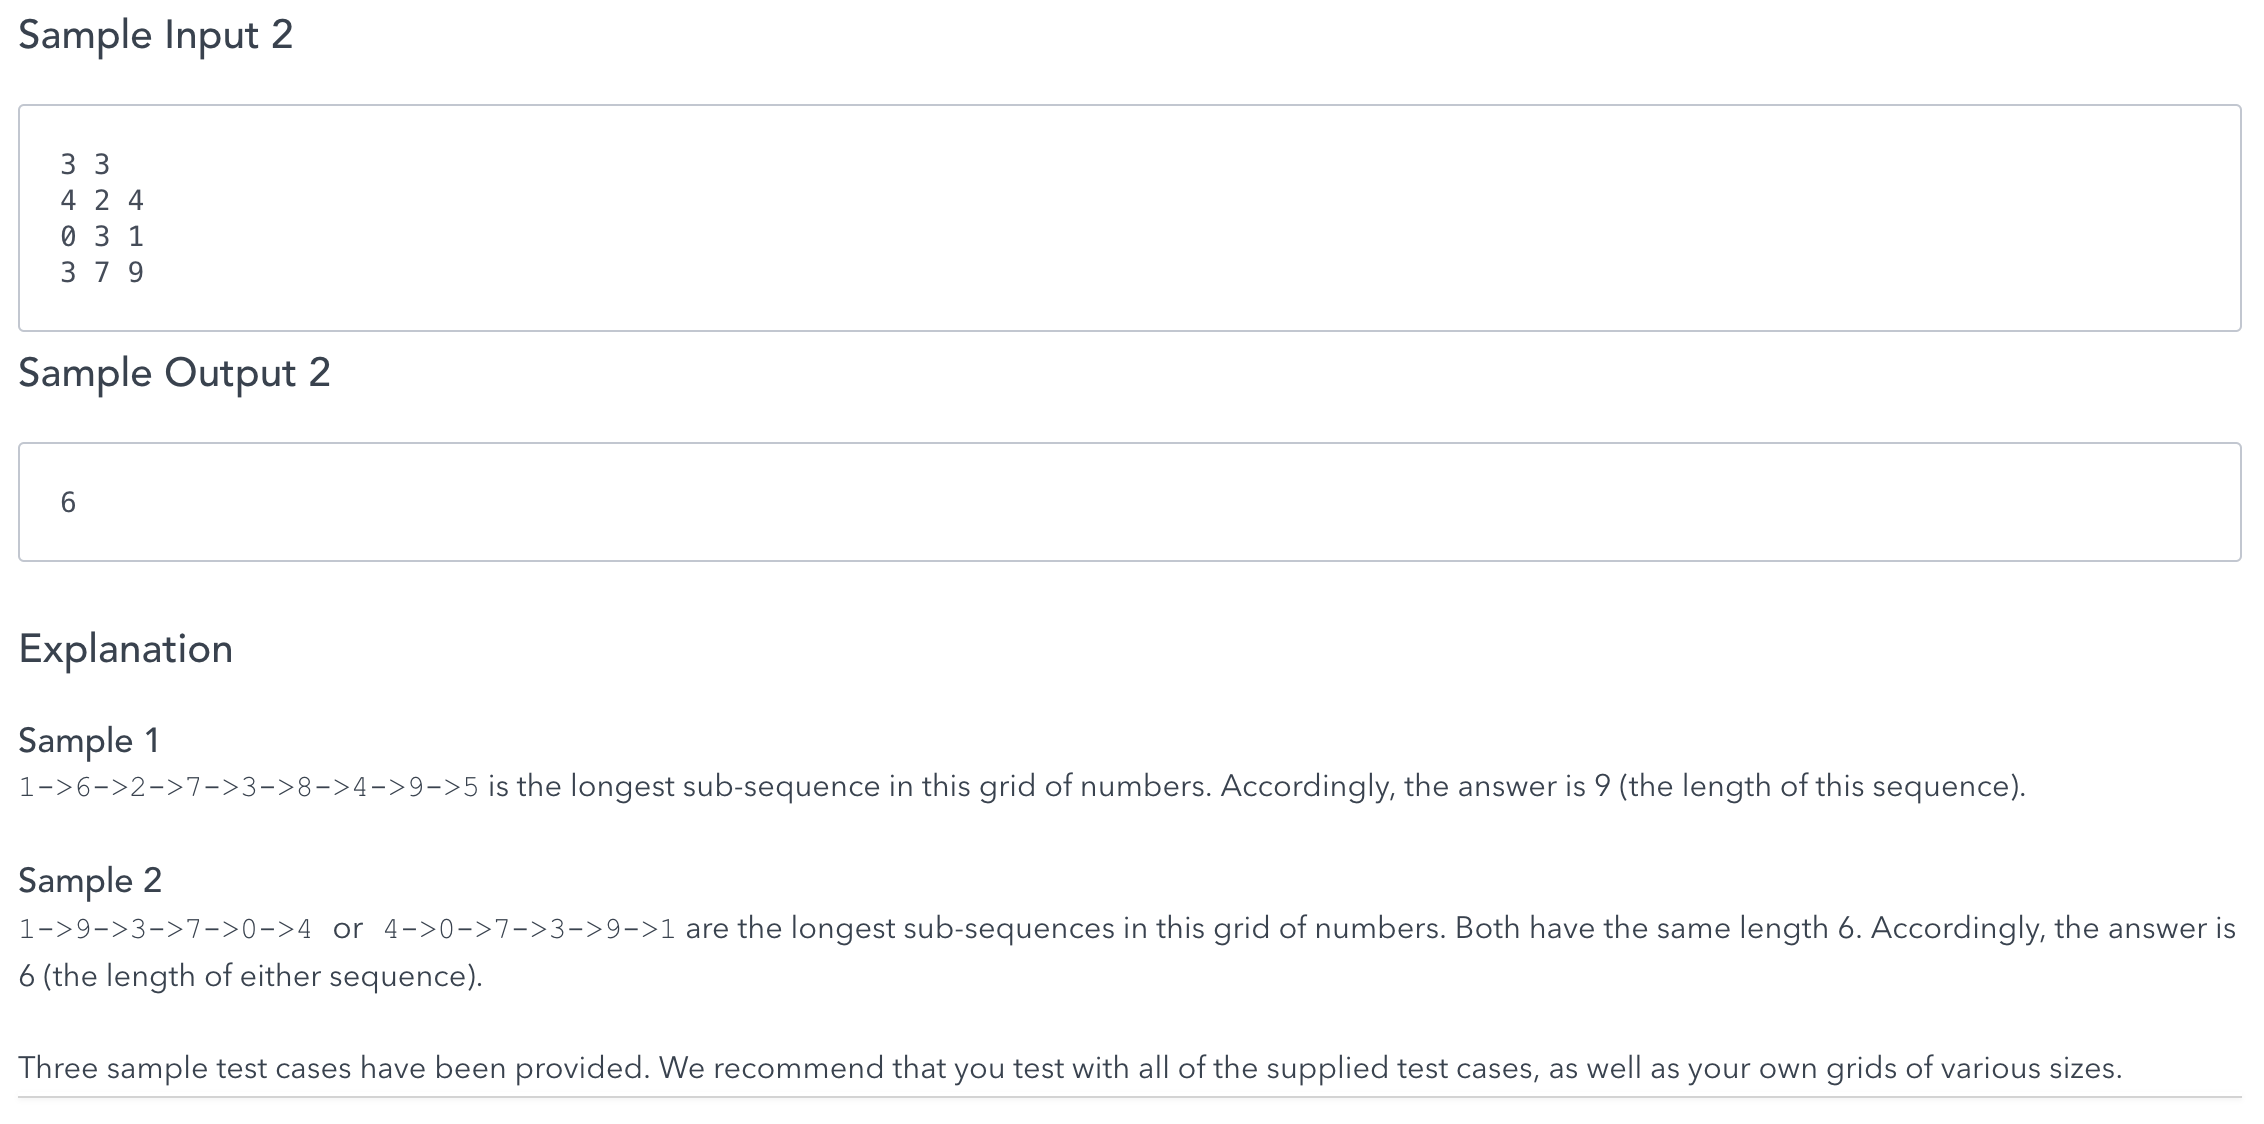 Sample Input 2
3 3
4 2 4
0 3 1
3 7 9
Sample Output 2
6
Explanation
Sample 1
1->6->2->7->3->8->4->9->5 is the longest sub-sequence in this grid of numbers. Accordingly, the answer is 9 (the length of this sequence).
Sample 2
1->9->3->7->0->4 or 4->0->7->3->9->1 are the longest sub-sequences in this grid of numbers. Both have the same length 6. Accordingly, the answer is
6 (the length of either sequence).
Three sample test cases have been provided. We recommend that you test with all of the supplied test cases, as well as your own grids of various sizes.